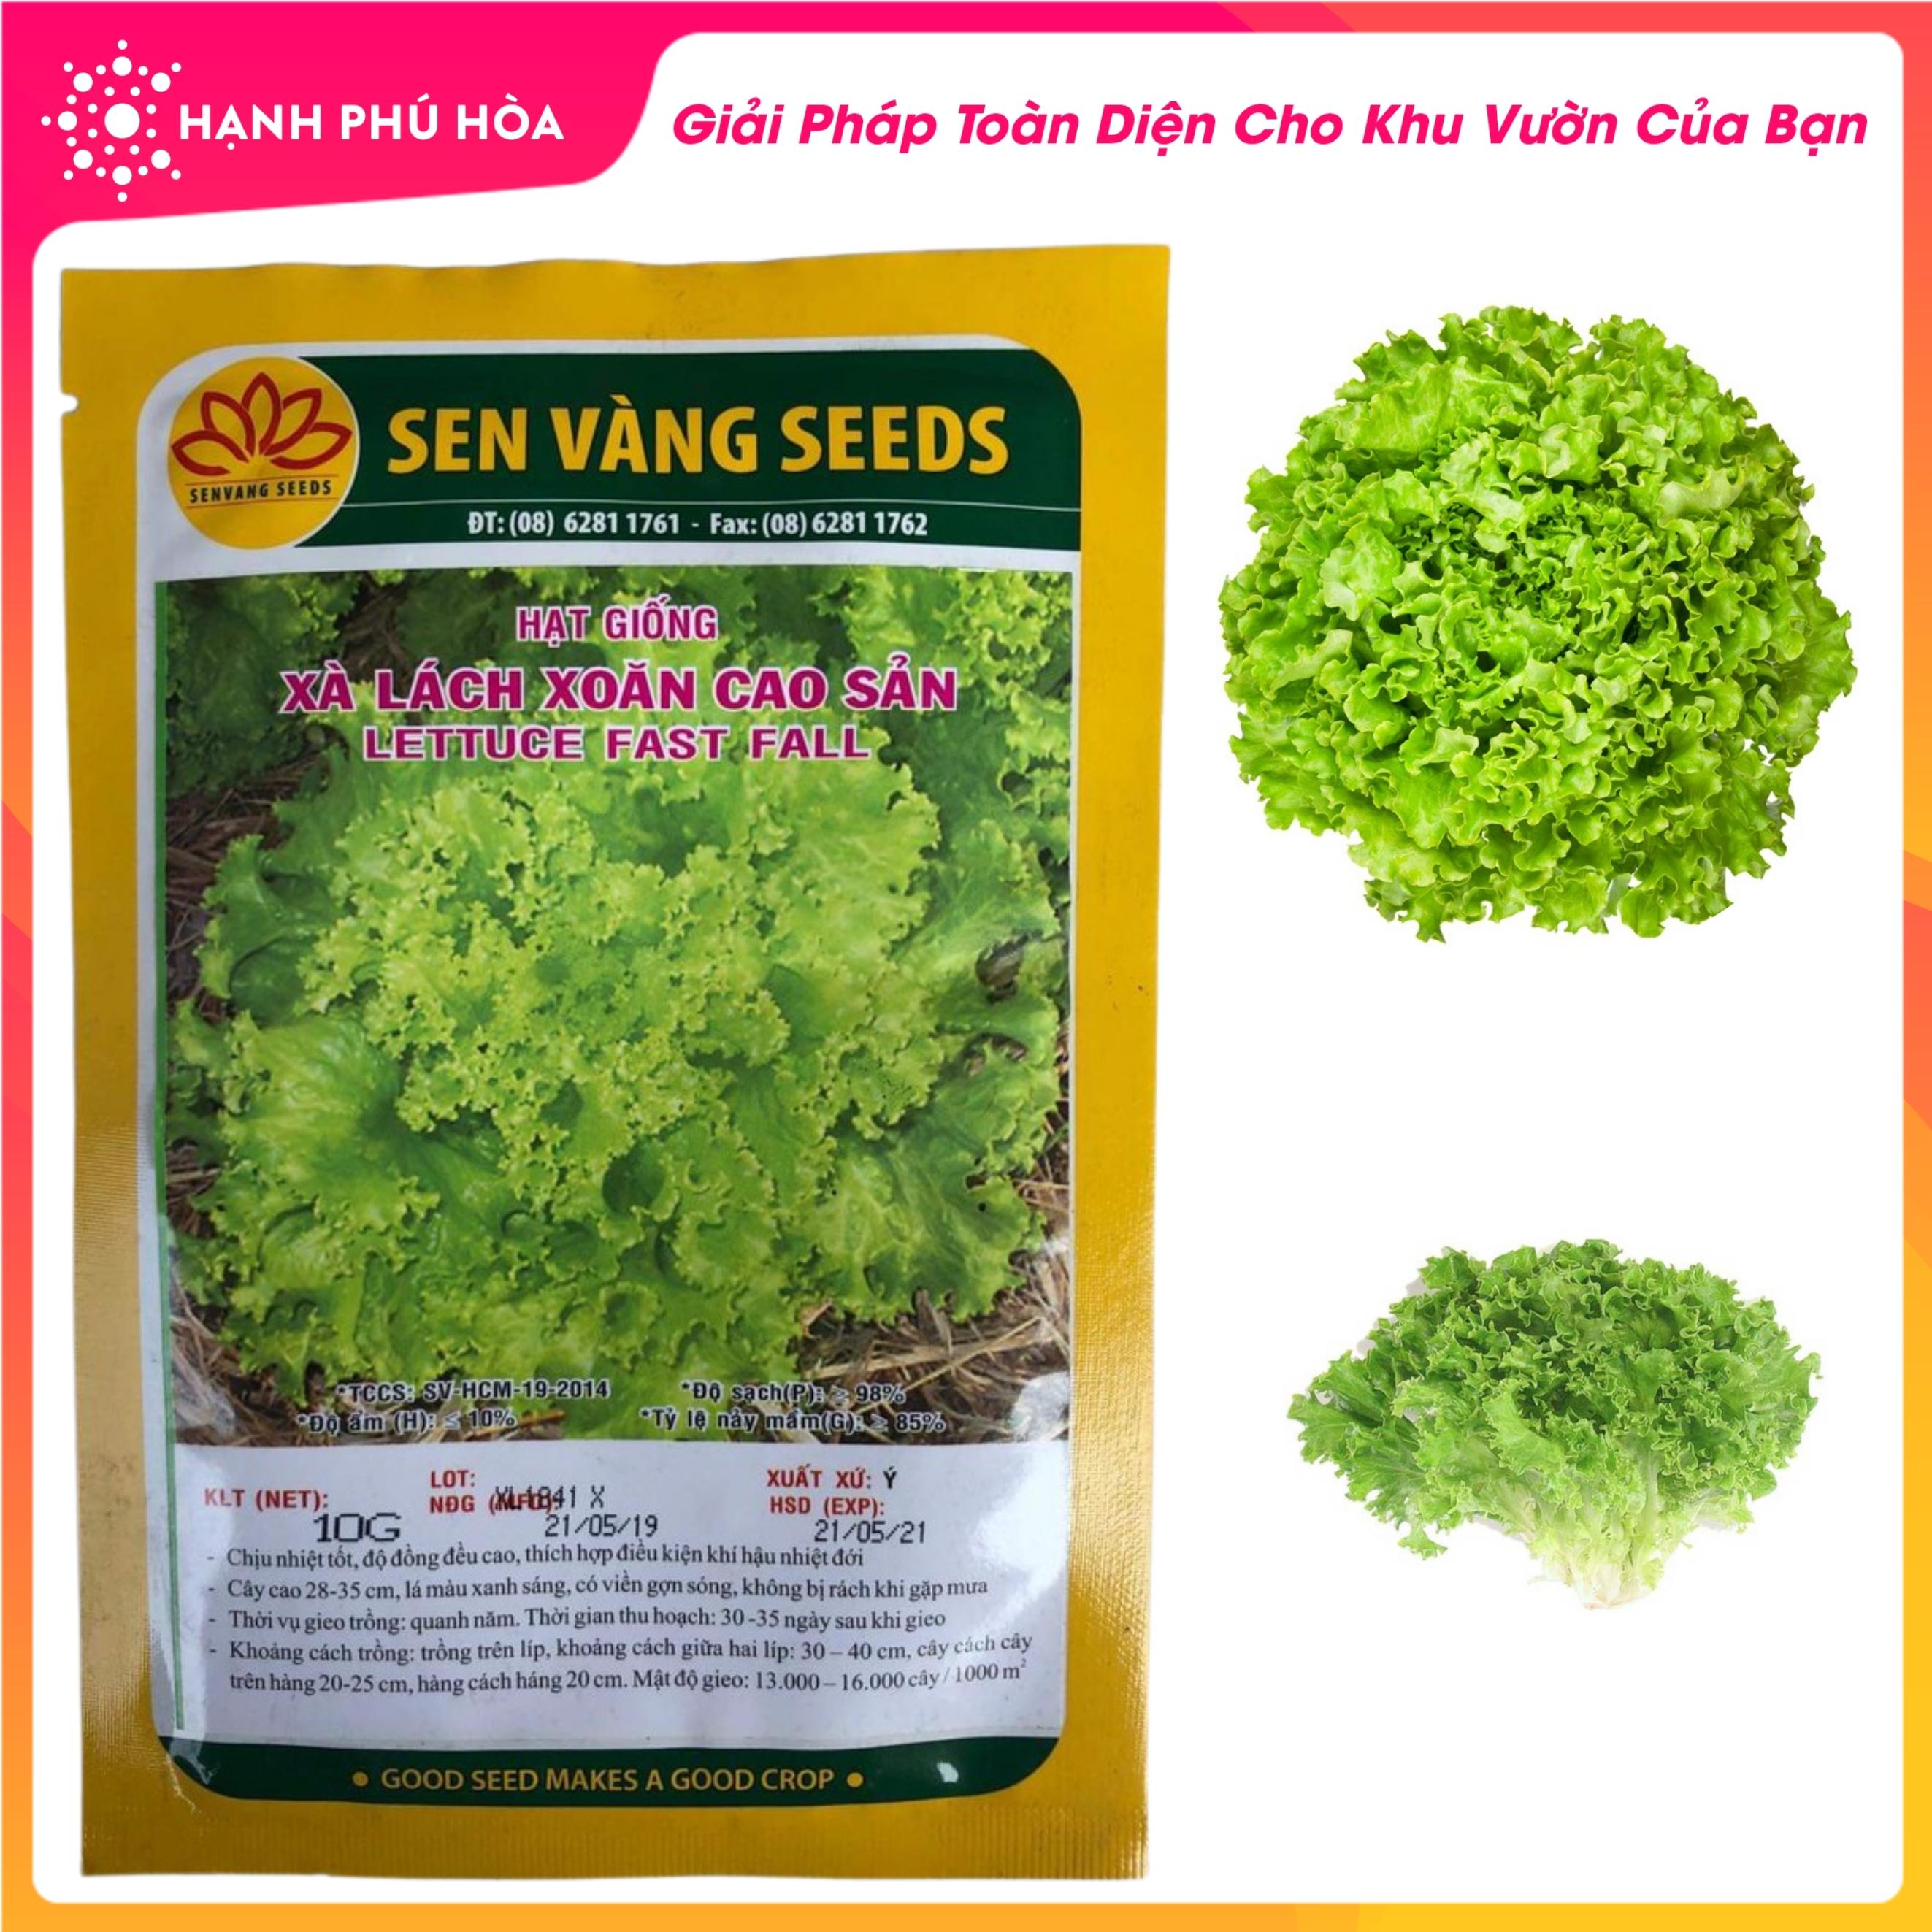 HẠNH PHÚ HÒA
Giải Pháp Toàn Diện Cho Khu Vườn Của Bạn
SEN VÀNG SEEDS
SENVANG SEEDS
ĐT: (08) 6281 1761 - Fax: (08) 6281 1762
HẠT GIỐNG
XÀ LÁCH XOĂN CAO SẢN
LETTUCE FAST FALL
*TCCS: SV-HCM-19-2014 *Độ sạch(P): ≥ 98%
*Độ ẩm (H): ≤ 10% *Tỷ lệ nảy mầm(G): ≥ 85%
KLT (NET): 10G
LOT: XL1841 X
NĐG (MFG): 21/05/19
XUẤT XỨ: Ý
HSD (EXP): 21/05/21
- Chịu nhiệt tốt, độ đồng đều cao, thích hợp điều kiện khí hậu nhiệt đới
- Cây cao 28-35 cm, lá màu xanh sáng, có viền gợn sóng, không bị rách khi gặp mưa
- Thời vụ gieo trồng: quanh năm. Thời gian thu hoạch: 30-35 ngày sau khi gieo
- Khoảng cách trồng: trồng trên líp, khoảng cách giữa hai líp: 30 – 40 cm, cây cách cây
trên hàng 20-25 cm, hàng cách háng 20 cm. Mật độ gieo: 13.000 – 16.000 cây / 1000 m²
• GOOD SEED MAKES A GOOD CROP •